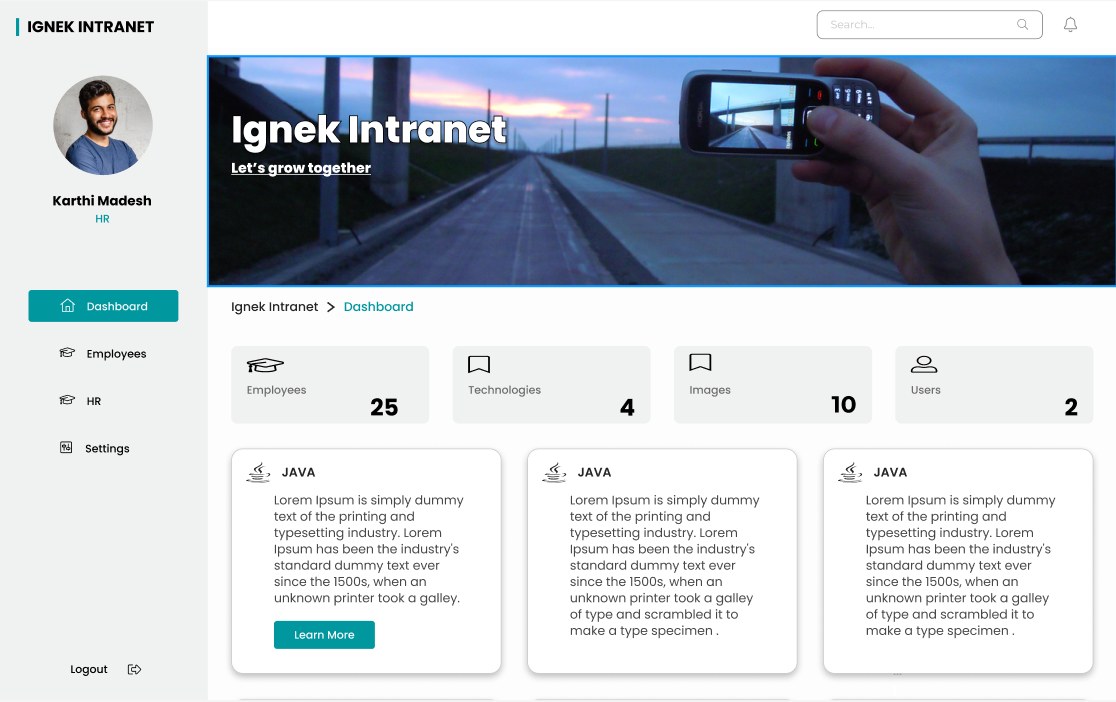 IGNEK INTRANET
Search...
Ignek Intranet
Let's grow together
Karthi Madesh
HR
Dashboard
Employees
HR
Settings
Logout
Ignek Intranet > Dashboard
Employees
25
Technologies
4
Images
10
Users
2
JAVA
Lorem Ipsum is simply dummy
text of the printing and
typesetting industry. Lorem
Ipsum has been the industry's
standard dummy text ever
since the 1500s, when an
unknown printer took a galley.
Learn More
JAVA
Lorem Ipsum is simply dummy
text of the printing and
typesetting industry. Lorem
Ipsum has been the industry's
standard dummy text ever
since the 1500s, when an
unknown printer took a galley
of type and scrambled it to
make a type specimen .
JAVA
Lorem Ipsum is simply dummy
text of the printing and
typesetting industry. Lorem
Ipsum has been the industry's
standard dummy text ever
since the 1500s, when an
unknown printer took a galley
of type and scrambled it to
make a type specimen .